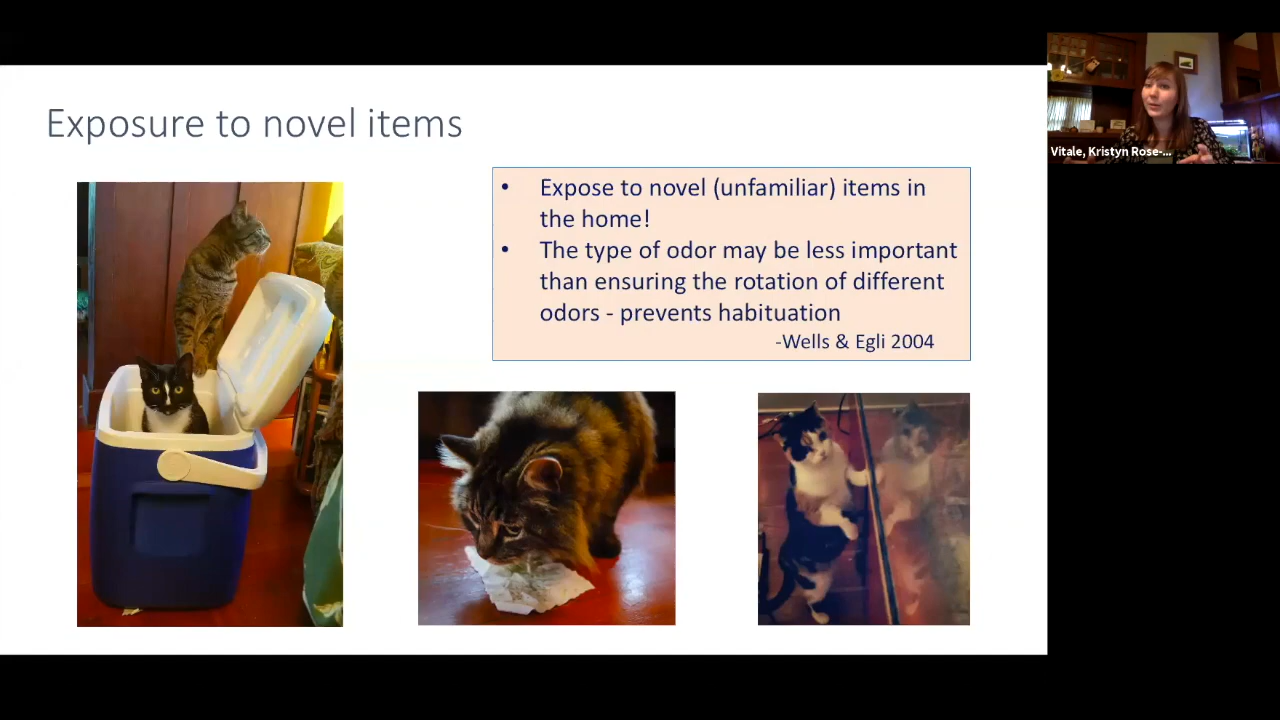 Exposure to novel items
Vitale, Kristyn Rose-...
• Expose to novel (unfamiliar) items in
the home!
• The type of odor may be less important
than ensuring the rotation of different
odors - prevents habituation
-Wells & Egli 2004